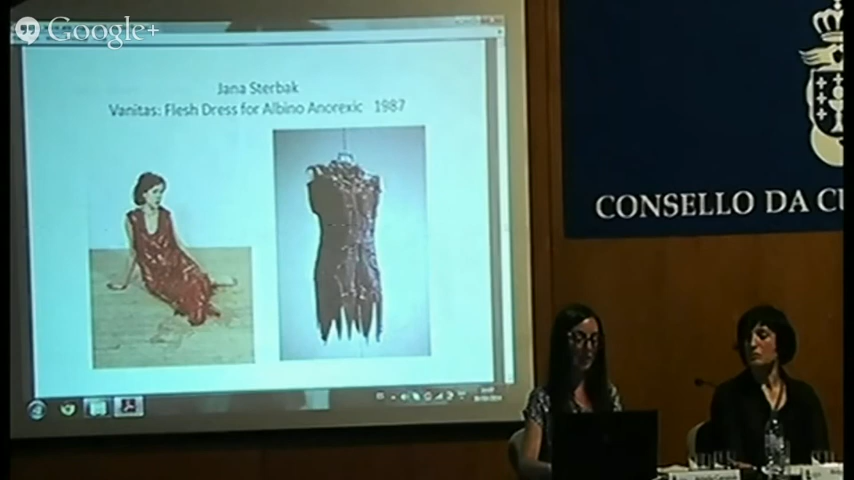 Google+
Jana Sterbak
Vanitas: Flesh Dress for Albino Anorexic 1987
CONSELLO DA CU